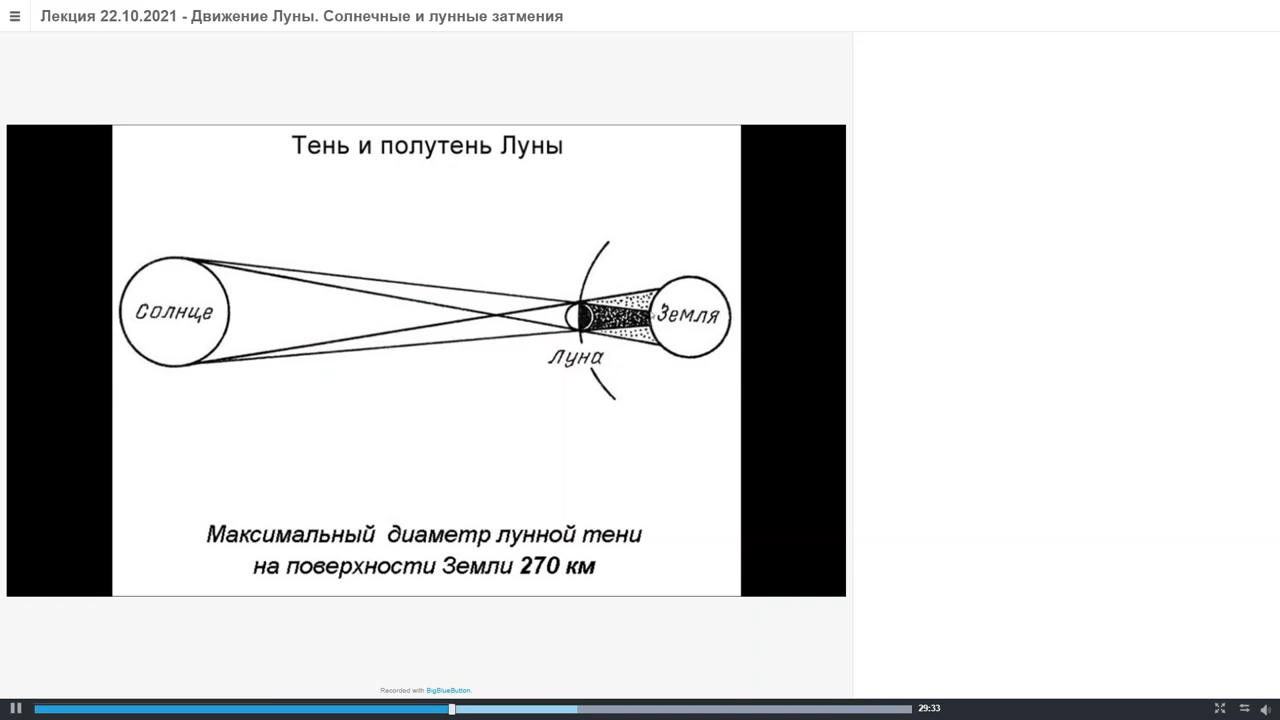 Лекция 22.10.2021 - Движение Луны. Солнечные и лунные затмения
Тень и полутень Луны
Солнце
Земля
Луна
Максимальный диаметр лунной тени
на поверхности Земли 270 км
Recorded with BigBlueButton.
29:33